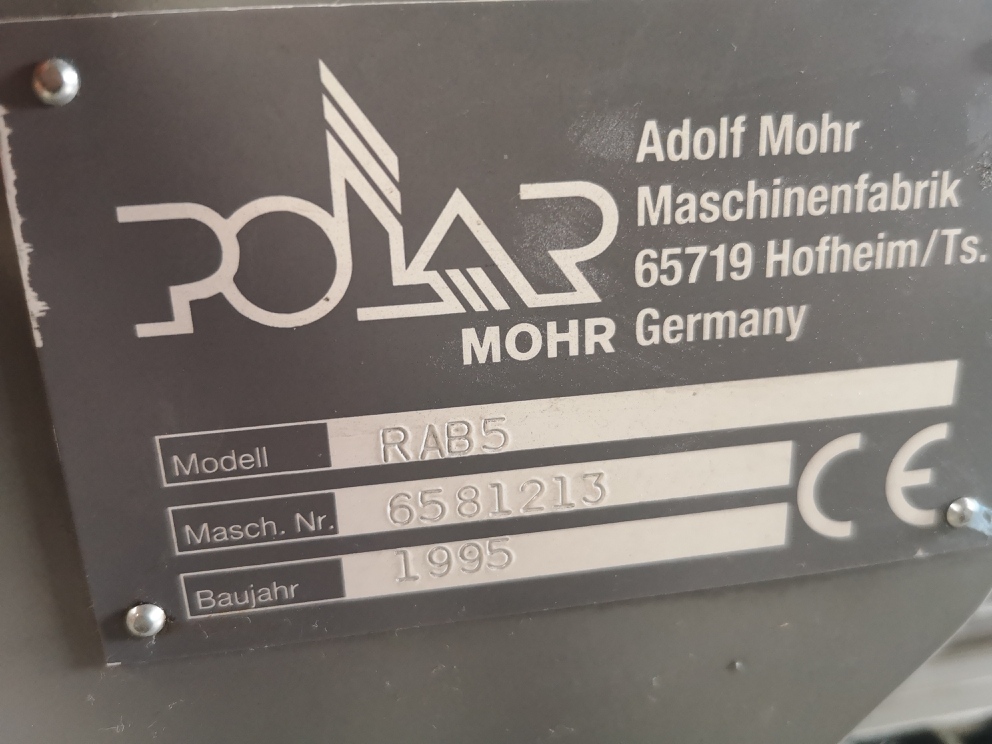 POLAR
MOHR
Adolf Mohr
Maschinenfabrik
65719 Hofheim/Ts.
Germany
Modell RAB5
Masch. Nr. 6581213
Baujahr 1995
CE